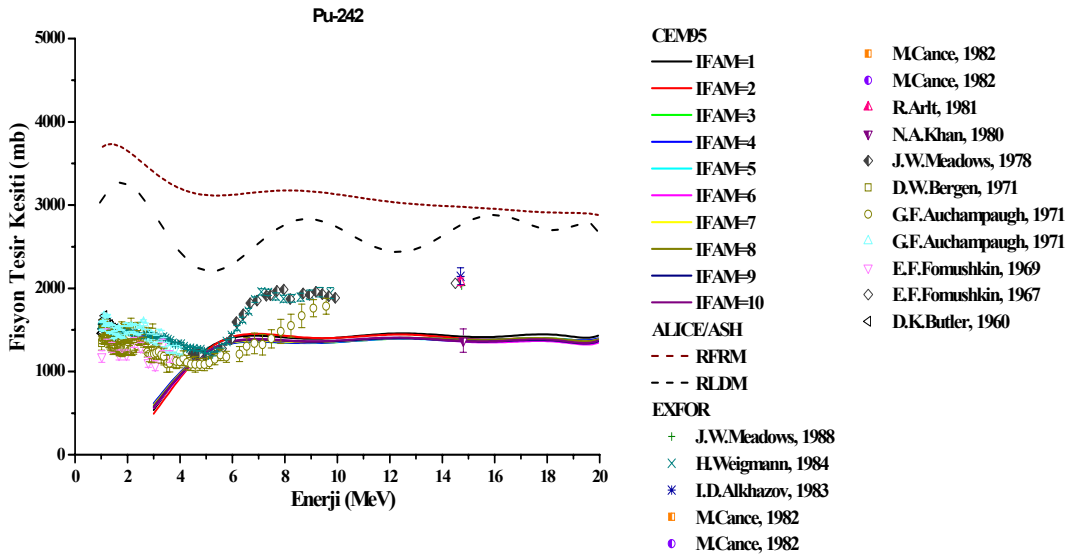 Pu-242
Fisyon Tesir Kesiti (mb)
5000
4000
3000
2000
1000
0
0 2 4 6 8 10 12 14 16 18 20
Enerji (MeV)
CEM95
IFAM=1
IFAM=2
IFAM=3
IFAM=4
IFAM=5
IFAM=6
IFAM=7
IFAM=8
IFAM=9
IFAM=10
ALICE/ASH
RFRM
RLDM
EXFOR
J.W.Meadows, 1988
H.Weigmann, 1984
I.D.Alkhazov, 1983
M.Cance, 1982
M.Cance, 1982
M.Cance, 1982
M.Cance, 1982
R.Arlt, 1981
N.A.Khan, 1980
J.W.Meadows, 1978
D.W.Bergen, 1971
G.F.Auchampaugh, 1971
G.F.Auchampaugh, 1971
E.F.Fomushkin, 1969
E.F.Fomushkin, 1967
D.K.Butler, 1960